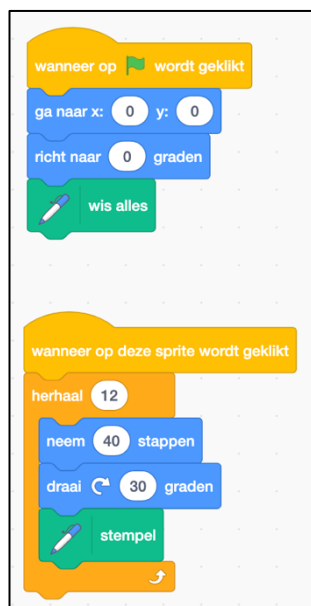 wanneer op wordt geklikt
ga naar x: 0 y: 0
richt naar 0 graden
wis alles
wanneer op deze sprite wordt geklikt
herhaal 12
neem 40 stappen
draai 30 graden
stempel